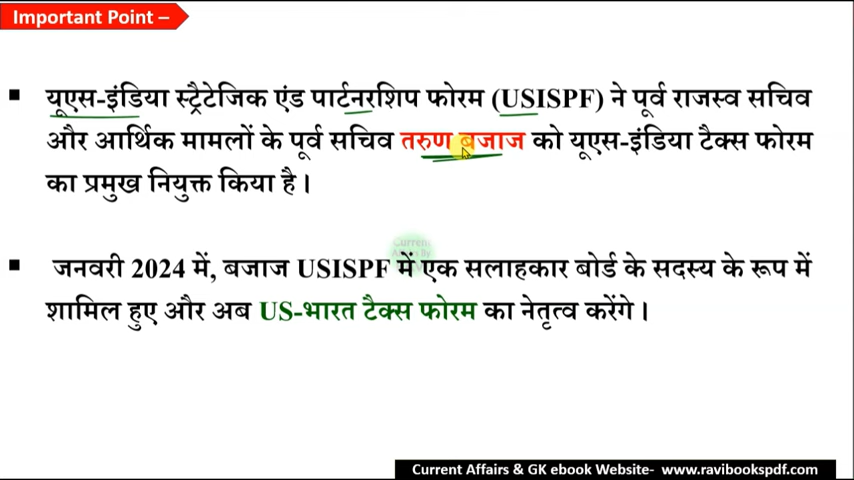 Important Point –
यूएस-इंडिया स्ट्रैटेजिक एंड पार्टनरशिप फोरम (USISPF) ने पूर्व राजस्व सचिव
और आर्थिक मामलों के पूर्व सचिव तरुण बजाज को यूएस-इंडिया टैक्स फोरम
का प्रमुख नियुक्त किया है।
जनवरी 2024 में, बजाज USISPF में एक सलाहकार बोर्ड के सदस्य के रूप में
शामिल हुए और अब US-भारत टैक्स फोरम का नेतृत्व करेंगे।
Current
Current Affairs & GK ebook Website- www.ravibookspdf.com